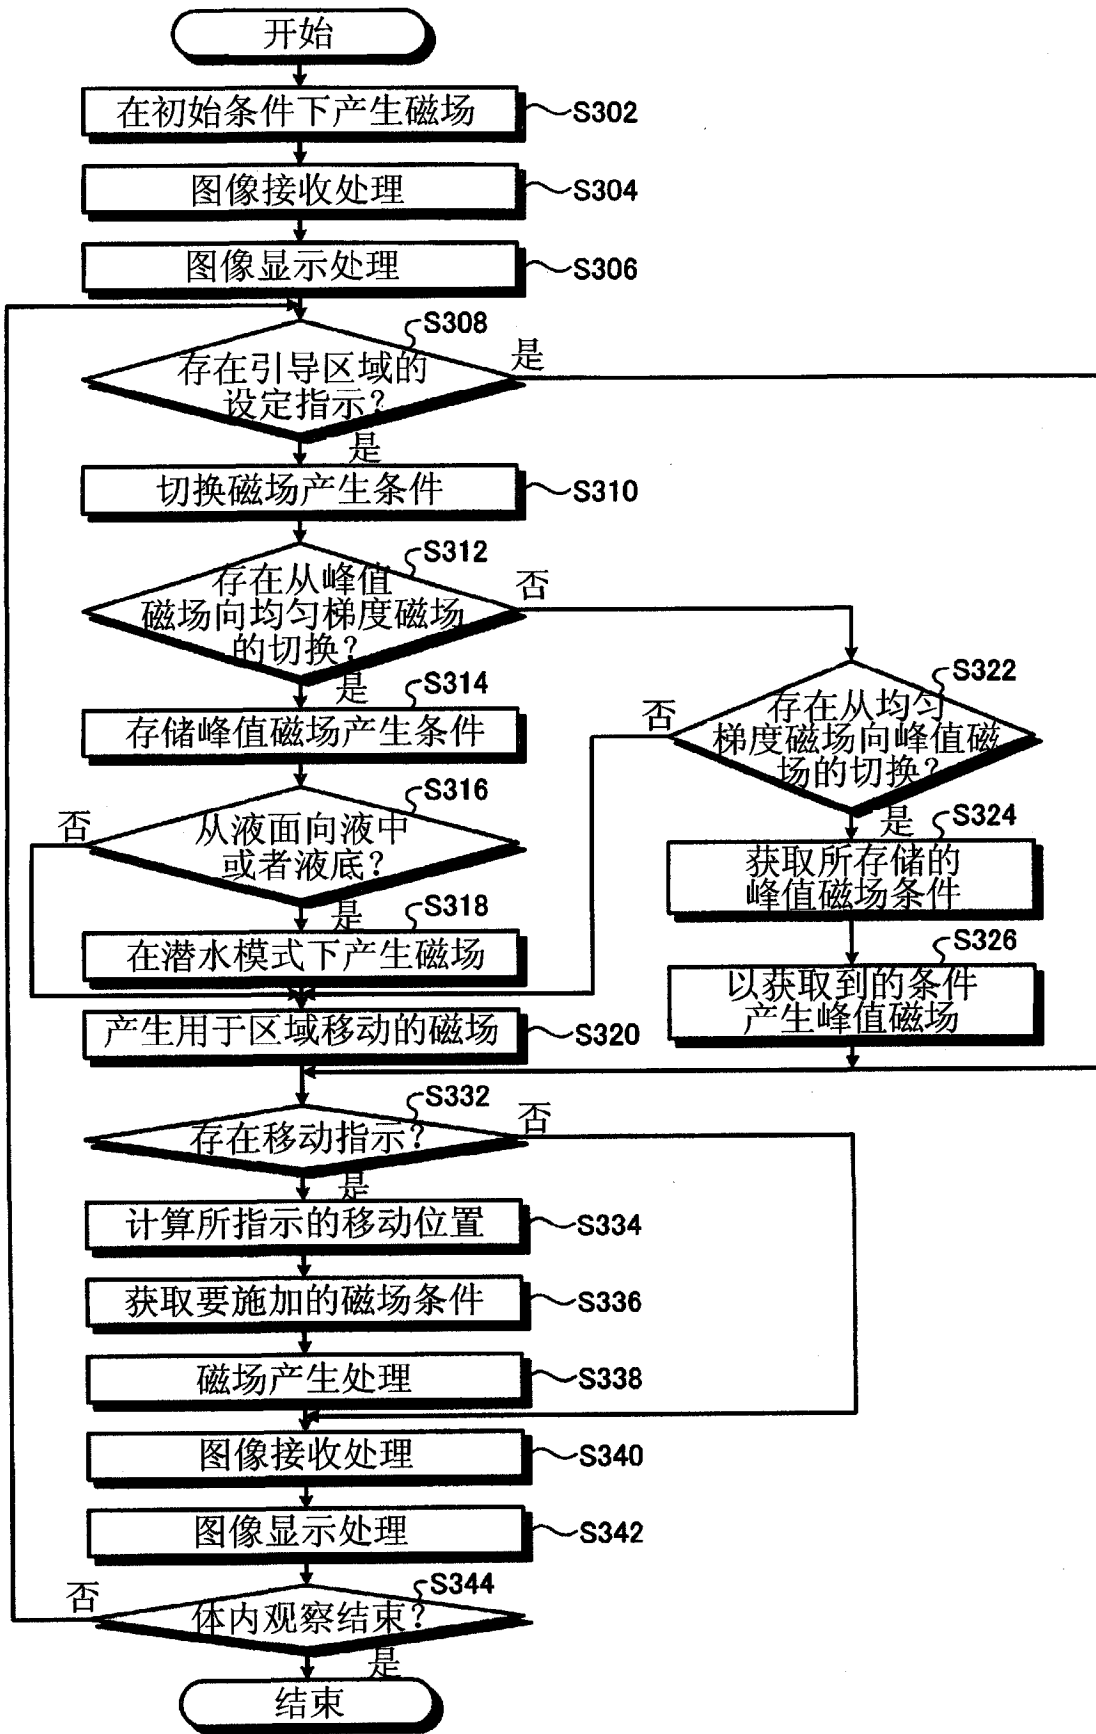 开始
在初始条件下产生磁场
S302
图像接收处理
S304
图像显示处理
S306
S308
存在引导区域的
设定指示？
是
是
切换磁场产生条件
S310
S312
存在从峰值
磁场向均匀梯度磁场
的切换？
否
是
S314
存储峰值磁场产生条件
S322
存在从均匀
梯度磁场向峰值磁
场的切换？
否
是
S316
从液面向液中
或者液底？
否
是
S324
获取所存储的
峰值磁场条件
S318
在潜水模式下产生磁场
S326
以获取到的条件
产生峰值磁场
产生用于区域移动的磁场
S320
S332
存在移动指示？
否
是
计算所指示的移动位置
S334
获取要施加的磁场条件
S336
磁场产生处理
S338
图像接收处理
S340
图像显示处理
S342
S344
体内观察结束？
否
是
结束